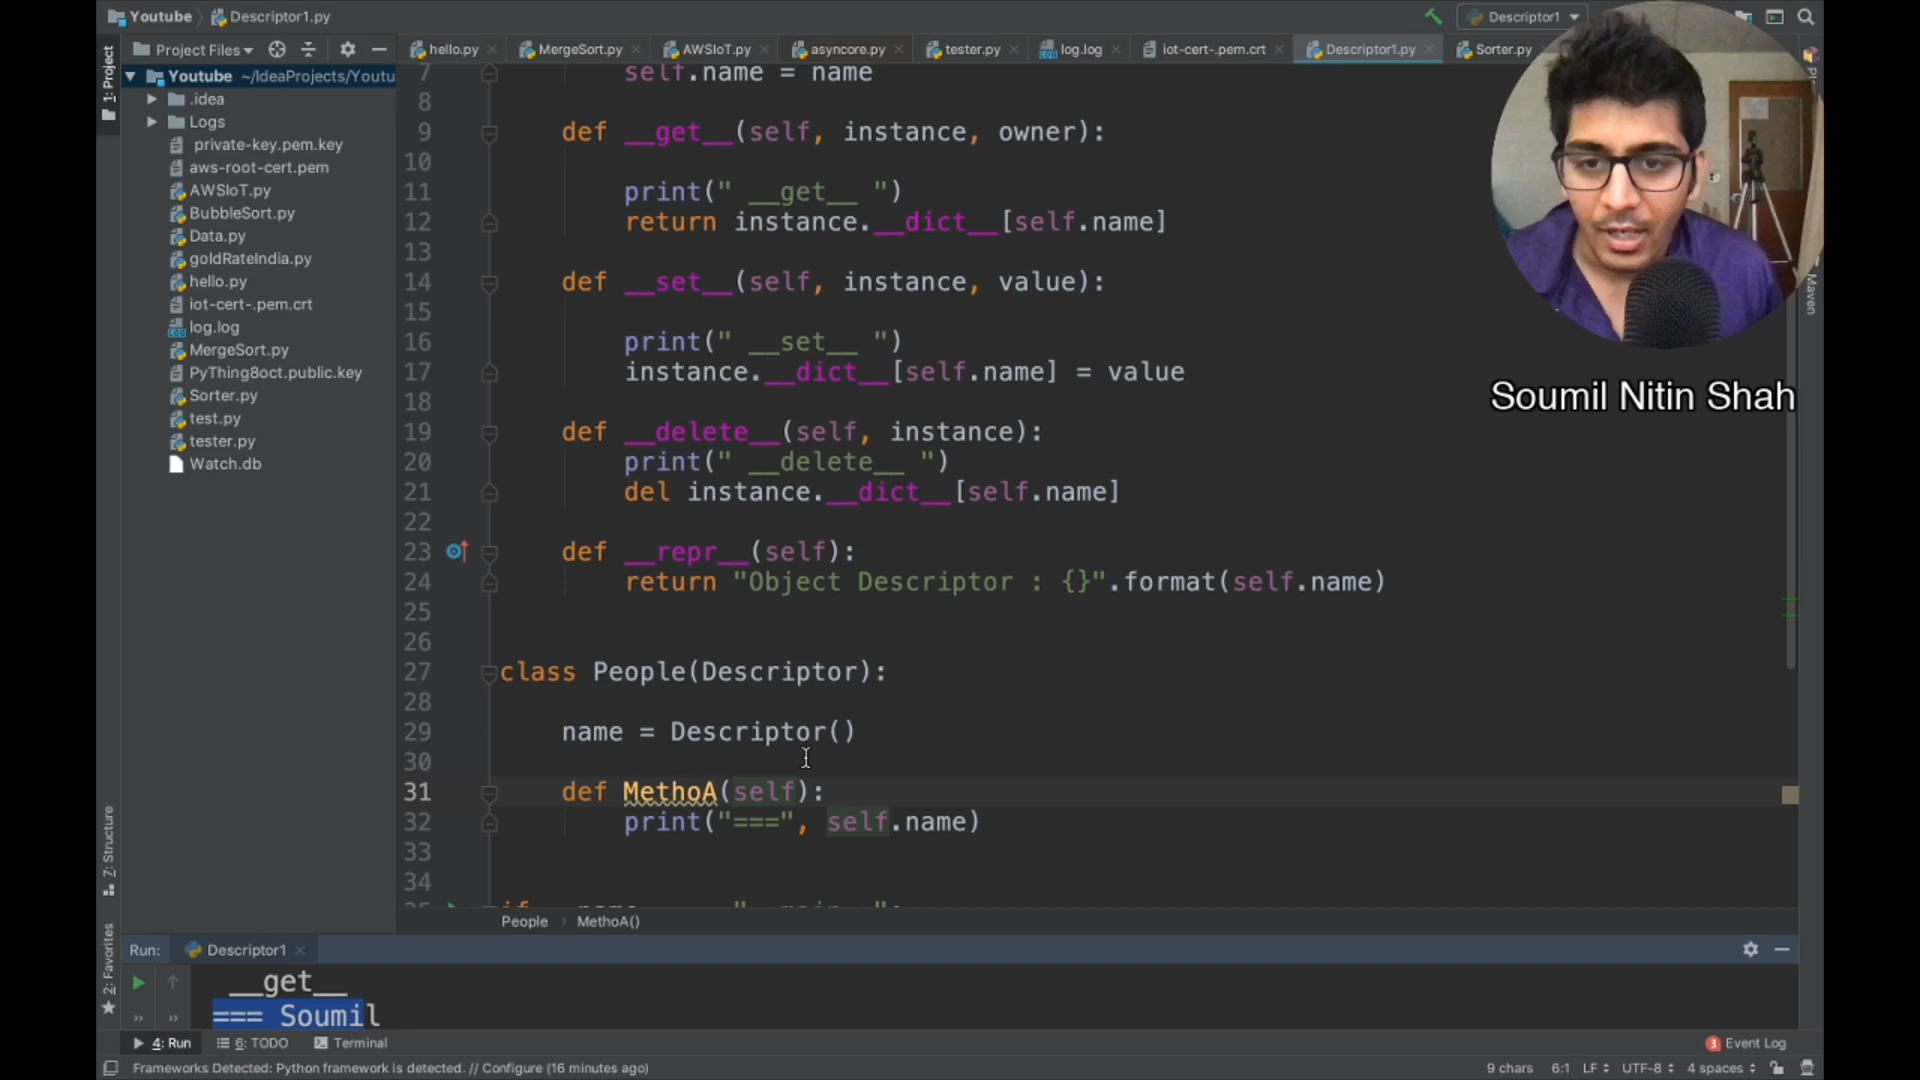 Youtube
Descriptor1.py
Descriptor1
Project Files
hello.py
MergeSort.py
AWSIoT.py
asyncore.py
tester.py
log.log
iot-cert-.pem.crt
Descriptor1.py
Sorter.py
1: Project
Youtube ~/IdeaProjects/Youtu
.idea
Logs
private-key.pem.key
aws-root-cert.pem
AWSIoT.py
BubbleSort.py
Data.py
goldRateIndia.py
hello.py
iot-cert-.pem.crt
log.log
MergeSort.py
PyThing8oct.public.key
Sorter.py
test.py
tester.py
Watch.db
7 self.name = name
8
9 def __get__(self, instance, owner):
10
11 print(" __get__ ")
12 return instance.__dict__[self.name]
13
14 def __set__(self, instance, value):
15
16 print(" __set__ ")
17 instance.__dict__[self.name] = value
18
19 def __delete__(self, instance):
20 print(" __delete__ ")
21 del instance.__dict__[self.name]
22
23 def __repr__(self):
24 return "Object Descriptor : {}".format(self.name)
25
26
27 class People(Descriptor):
28
29 name = Descriptor()
30
31 def MethoA(self):
32 print("===", self.name)
33
34
Maven
Soumil Nitin Shah
People
MethoA()
Z: Structure
2: Favorites
Run:
Descriptor1
__get__
=== Soumil
4: Run
6: TODO
Terminal
3 Event Log
Frameworks Detected: Python framework is detected. // Configure (16 minutes ago)
9 chars
6:1
LF
UTF-8
4 spaces